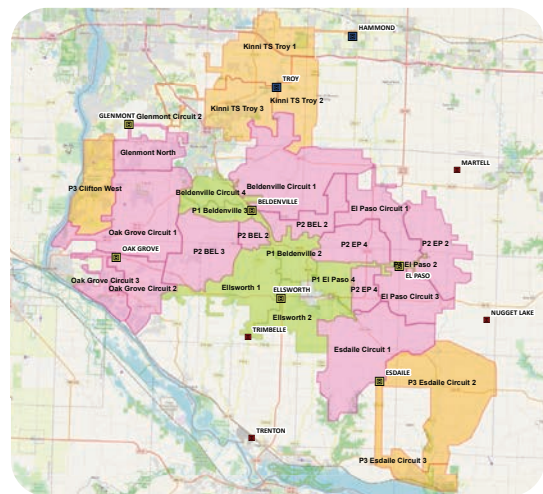 HAMMOND
Kinni TS Troy 1
TROY
Kinni TS Troy 2
Kinni TS Troy 3
GLENMONT
Glenmont Circuit 2
Glenmont North
MARTELL
P3 Clifton West
Beldenville Circuit 4
Beldenville Circuit 1
P1 Beldenville 3
BELDENVILLE
El Paso Circuit 1
Oak Grove Circuit 1
P2 BEL 2
P2 BEL 2
P2 EP 4
P2 EP 2
OAK GROVE
P2 BEL 3
P1 Beldenville 2
El Paso 2
EL PASO
Oak Grove Circuit 3
Oak Grove Circuit 2
Ellsworth 1
ELLSWORTH
P1 El Paso 4
P2 EP 4
El Paso Circuit 3
Ellsworth 2
NUGGET LAKE
TRIMBELLE
Esdaile Circuit 1
ESDAILE
P3 Esdaile Circuit 2
TRENTON
P3 Esdaile Circuit 3